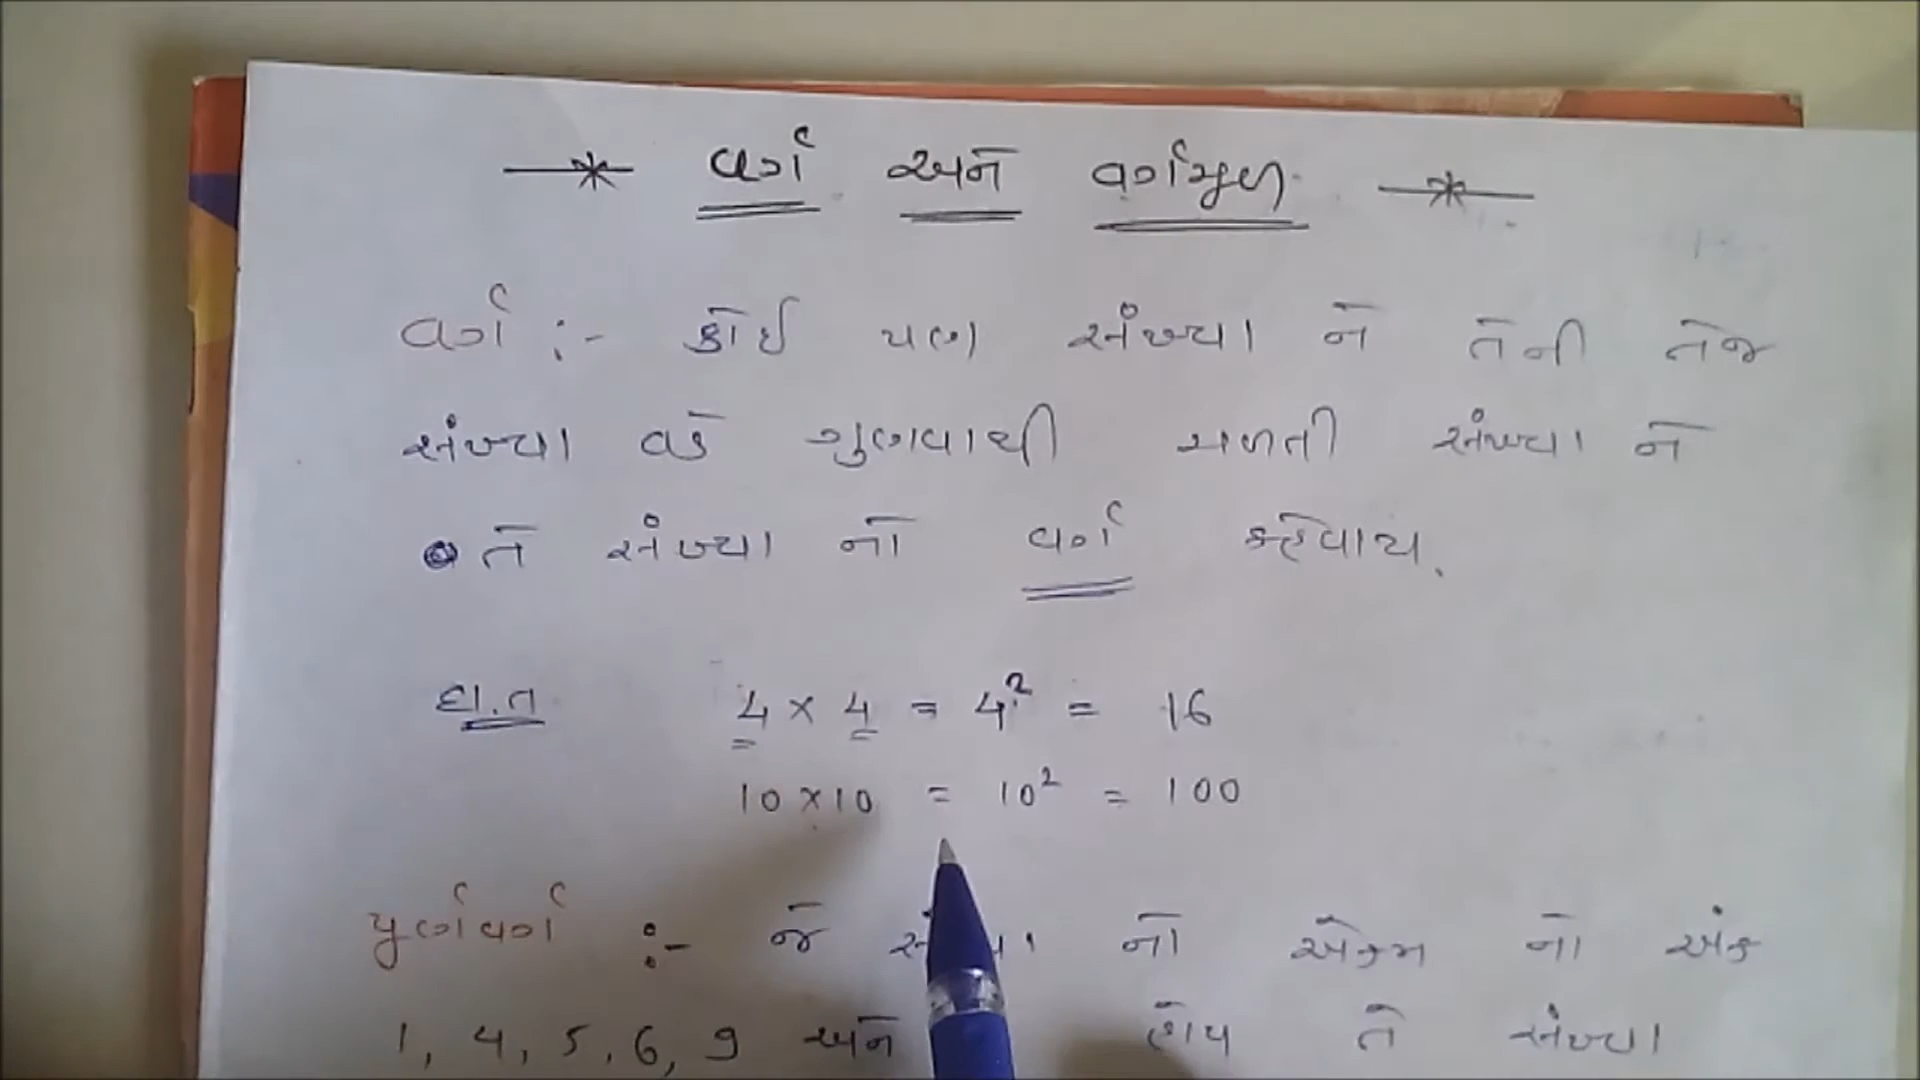 વર્ગ અને વર્ગમૂળ
વર્ગ :- કોઈ પણ સંખ્યા ને તેની તેજ
સંખ્યા વડે ગુણવાથી મળતી સંખ્યા ને
તે સંખ્યા નો વર્ગ કહેવાય.
દા.ત 4 × 4 = 4² = 16
10 × 10 = 10² = 100
પુર્ણવર્ગ :- જે નો એકમ નો અંક
1, 4, 5, 6, 9 અને હોય તે સંખ્યા